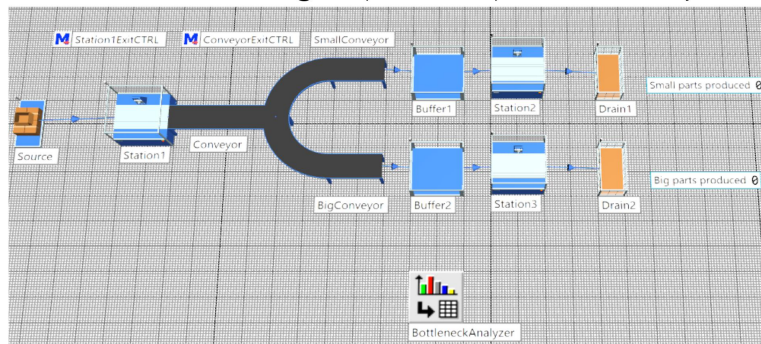 M Station1ExitCTRL
M ConveyorExitCTRL
SmallConveyor
Buffer1
Station2
Drain1
Small parts produced 0
Source
Station1
Conveyor
BigConveyor
Buffer2
Station3
Drain2
Big parts produced 0
BottleneckAnalyzer